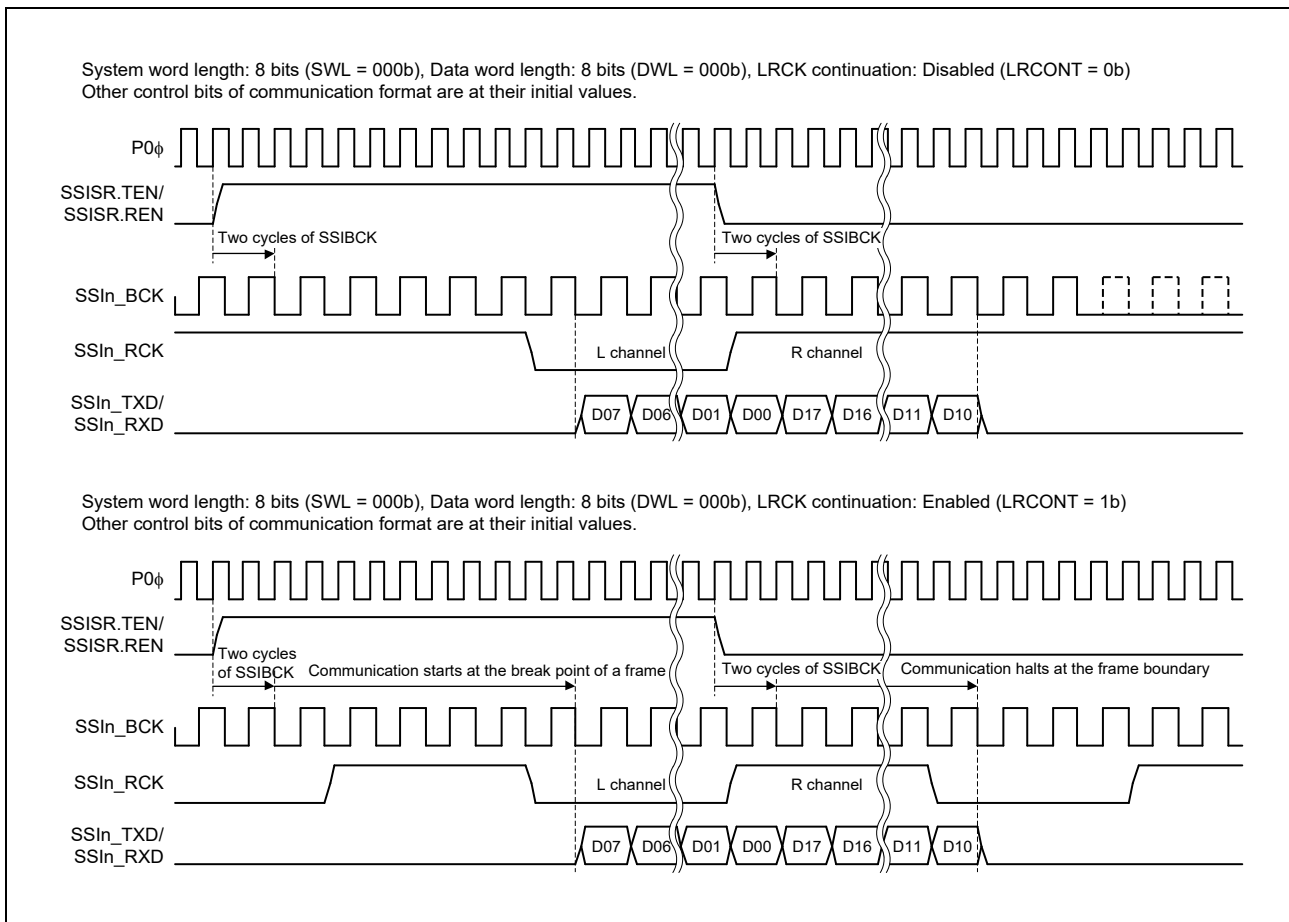 System word length: 8 bits (SWL = 000b), Data word length: 8 bits (DWL = 000b), LRCK continuation: Disabled (LRCONT = 0b)
Other control bits of communication format are at their initial values.
P0ϕ
SSISR.TEN/
SSISR.REN
Two cycles of SSIBCK
Two cycles of SSIBCK
SSIn_BCK
SSIn_RCK
L channel
R channel
SSIn_TXD/
SSIn_RXD
D07 D06 D01 D00 D17 D16 D11 D10
System word length: 8 bits (SWL = 000b), Data word length: 8 bits (DWL = 000b), LRCK continuation: Enabled (LRCONT = 1b)
Other control bits of communication format are at their initial values.
P0ϕ
SSISR.TEN/
SSISR.REN
Two cycles
of SSIBCK
Communication starts at the break point of a frame
Two cycles of SSIBCK
Communication halts at the frame boundary
SSIn_BCK
SSIn_RCK
L channel
R channel
SSIn_TXD/
SSIn_RXD
D07 D06 D01 D00 D17 D16 D11 D10